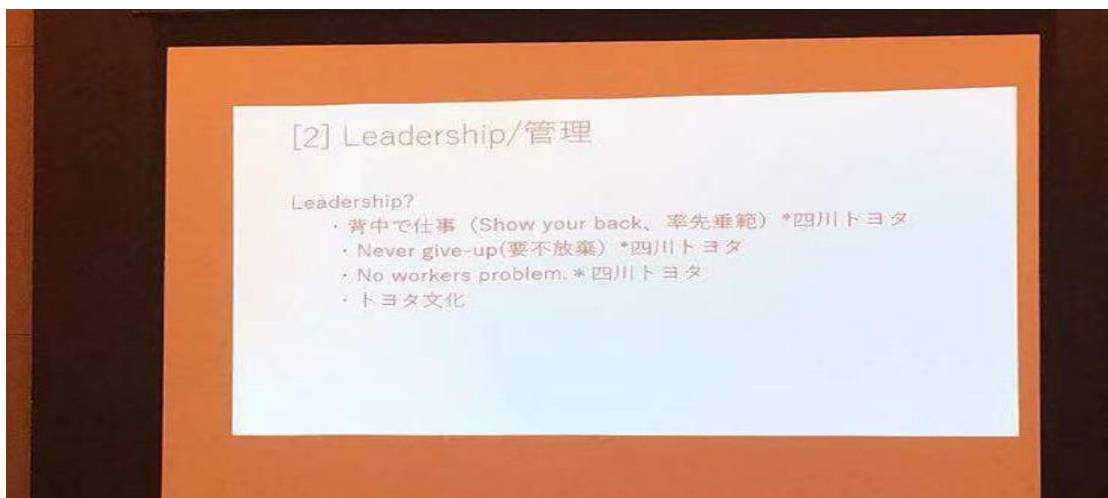 [2] Leadership/管理
Leadership?
・背中で仕事（Show your back、率先垂範）*四川トヨタ
・Never give-up(要不放棄）*四川トヨタ
・No workers problem.＊四川トヨタ
・トヨタ文化